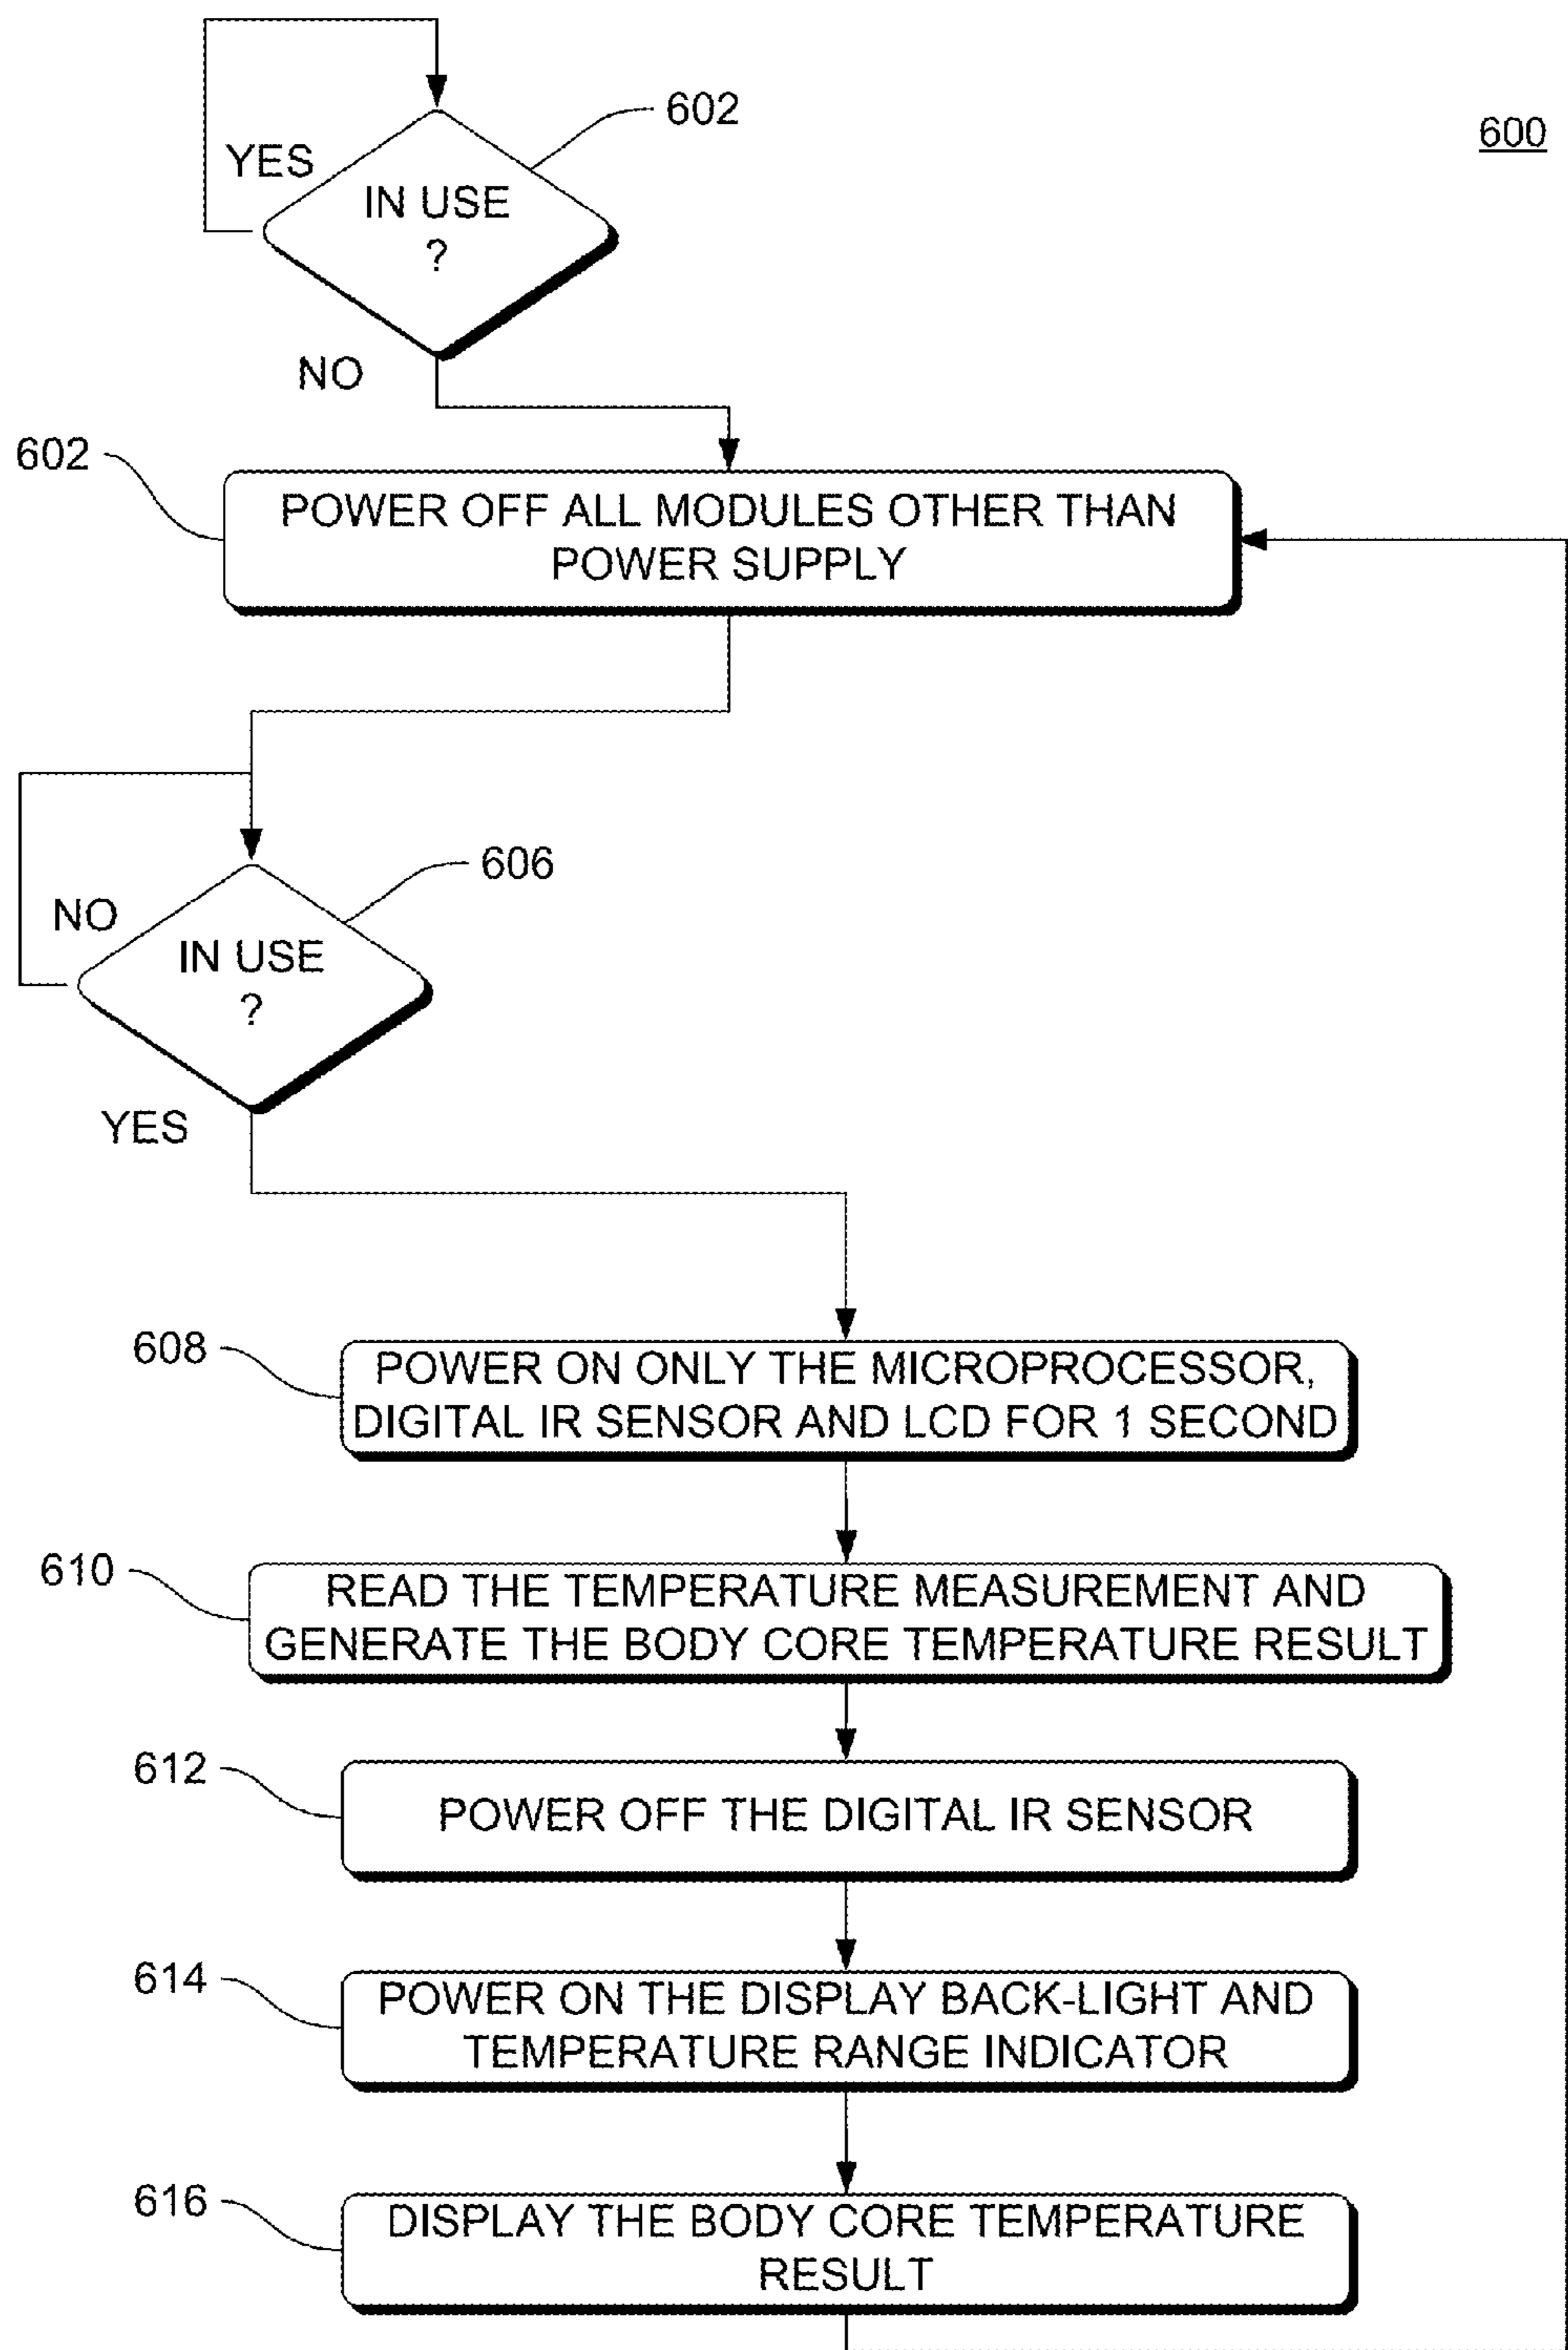 600
602
YES
IN USE
?
NO
602
POWER OFF ALL MODULES OTHER THAN
POWER SUPPLY
606
NO
IN USE
?
YES
608
POWER ON ONLY THE MICROPROCESSOR,
DIGITAL IR SENSOR AND LCD FOR 1 SECOND
610
READ THE TEMPERATURE MEASUREMENT AND
GENERATE THE BODY CORE TEMPERATURE RESULT
612
POWER OFF THE DIGITAL IR SENSOR
614
POWER ON THE DISPLAY BACK-LIGHT AND
TEMPERATURE RANGE INDICATOR
616
DISPLAY THE BODY CORE TEMPERATURE
RESULT